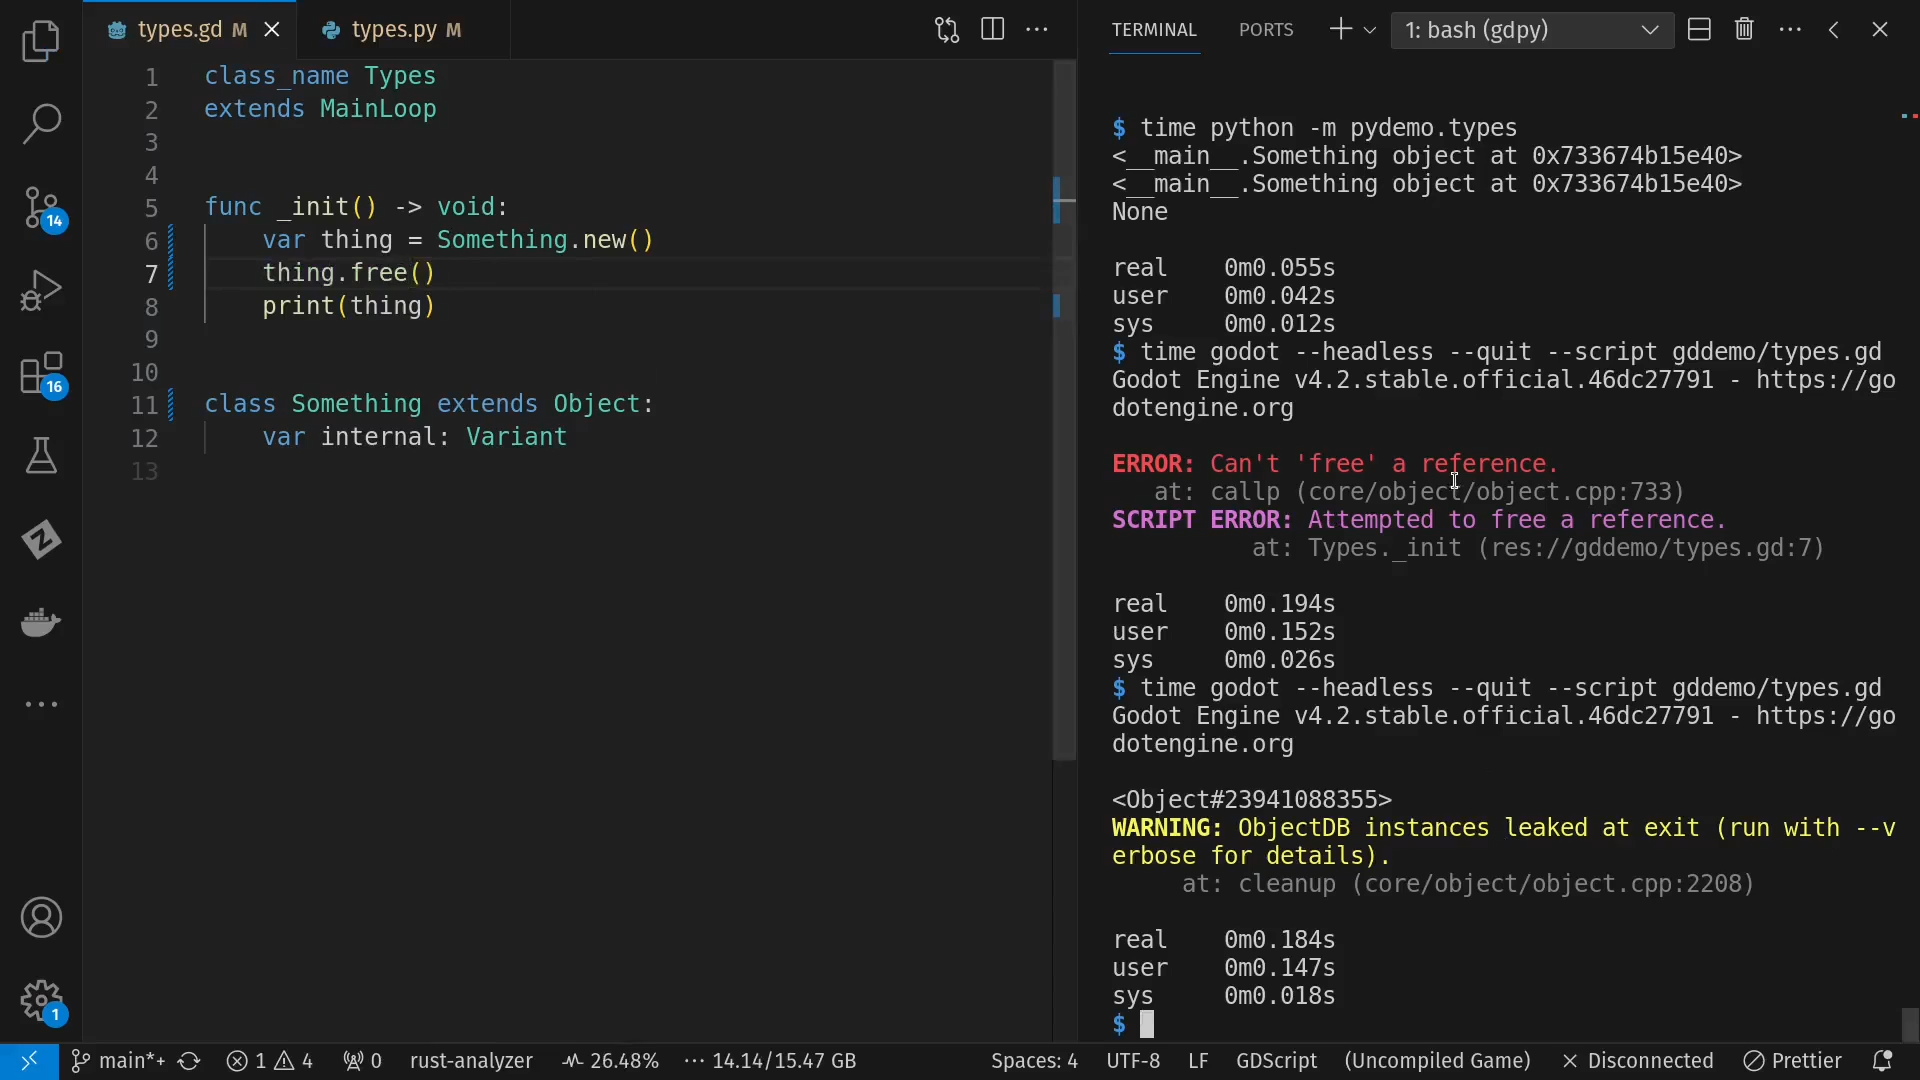 types.gd M
types.py M
1 class_name Types
2 extends MainLoop
3
4
5 func _init() -> void:
6 var thing = Something.new()
7 thing.free()
8 print(thing)
9
10
11 class Something extends Object:
12 var internal: Variant
13
14
16
1
TERMINAL PORTS 1: bash (gdpy)
$ time python -m pydemo.types
<__main__.Something object at 0x733674b15e40>
<__main__.Something object at 0x733674b15e40>
None
real 0m0.055s
user 0m0.042s
sys 0m0.012s
$ time godot --headless --quit --script gddemo/types.gd
Godot Engine v4.2.stable.official.46dc27791 - https://go
dotengine.org
ERROR: Can't 'free' a reference.
at: callp (core/object/object.cpp:733)
SCRIPT ERROR: Attempted to free a reference.
at: Types._init (res://gddemo/types.gd:7)
real 0m0.194s
user 0m0.152s
sys 0m0.026s
$ time godot --headless --quit --script gddemo/types.gd
Godot Engine v4.2.stable.official.46dc27791 - https://go
dotengine.org
<Object#23941088355>
WARNING: ObjectDB instances leaked at exit (run with --v
erbose for details).
at: cleanup (core/object/object.cpp:2208)
real 0m0.184s
user 0m0.147s
sys 0m0.018s
$
main*+ 1 4 0 rust-analyzer 26.48% ··· 14.14/15.47 GB Spaces: 4 UTF-8 LF GDScript (Uncompiled Game) Disconnected Prettier